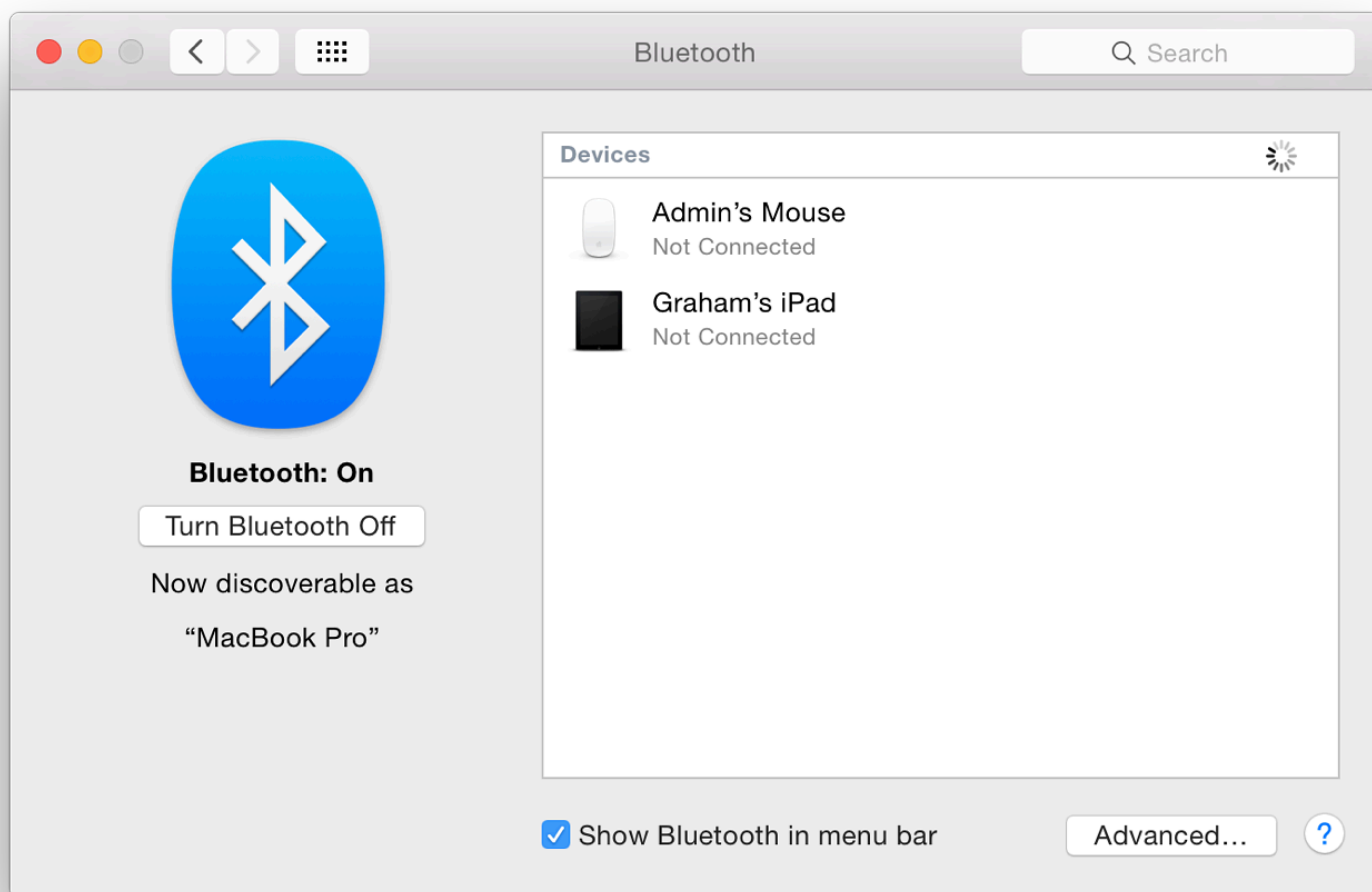 Bluetooth
Search
Devices
Admin’s Mouse
Not Connected
Graham’s iPad
Not Connected
Bluetooth: On
Turn Bluetooth Off
Now discoverable as
“MacBook Pro”
Show Bluetooth in menu bar
Advanced...
?